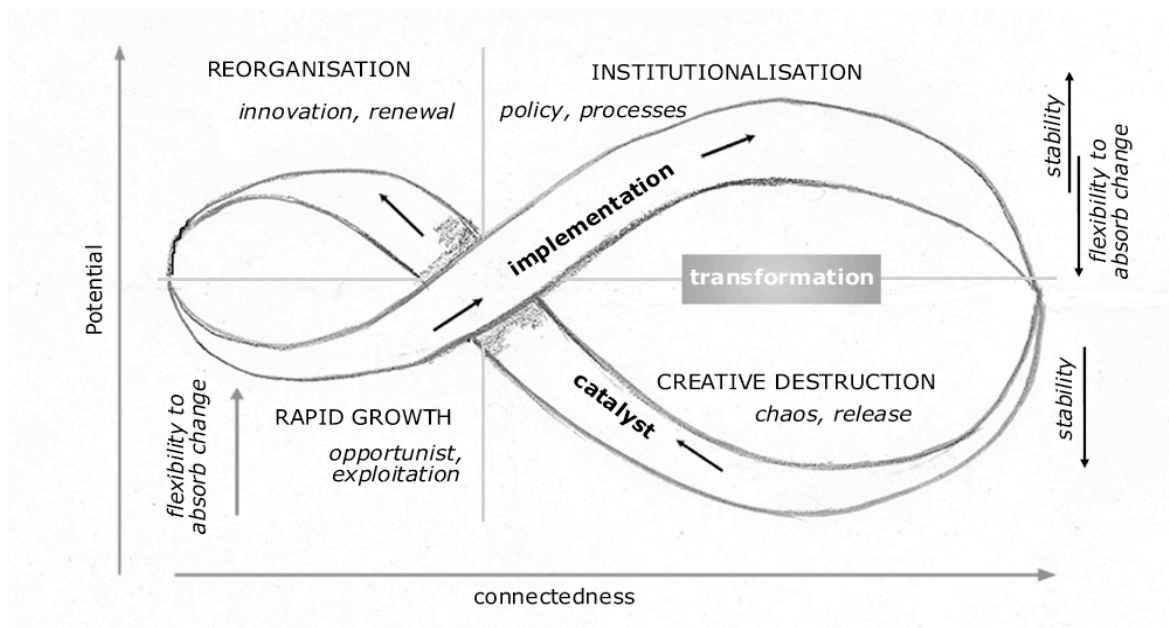 REORGANISATION
innovation, renewal
INSTITUTIONALISATION
policy, processes
stability
flexibility to
absorb change
implementation
transformation
Potential
CREATIVE DESTRUCTION
chaos, release
catalyst
stability
RAPID GROWTH
opportunist,
exploitation
flexibility to
absorb change
connectedness